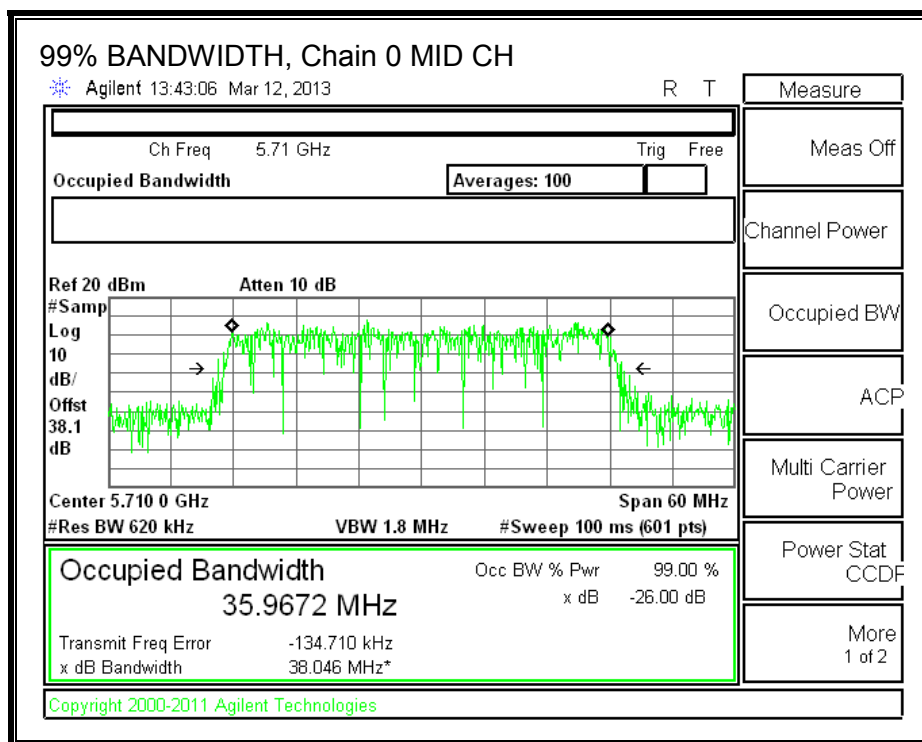 99% BANDWIDTH, Chain 0 MID CH
Agilent 13:43:06 Mar 12, 2013 R T
Measure
Ch Freq 5.71 GHz Trig Free
Meas Off
Occupied Bandwidth Averages: 100
Channel Power
Ref 20 dBm Atten 10 dB
#Samp
Log
10
dB/
Offst
38.1
dB
Occupied BW
ACP
Multi Carrier
Power
Center 5.710 0 GHz Span 60 MHz
#Res BW 620 kHz VBW 1.8 MHz #Sweep 100 ms (601 pts)
Power Stat
CCDF
Occupied Bandwidth Occ BW % Pwr 99.00 %
35.9672 MHz x dB -26.00 dB
Transmit Freq Error -134.710 kHz
x dB Bandwidth 38.046 MHz*
More
1 of 2
Copyright 2000-2011 Agilent Technologies